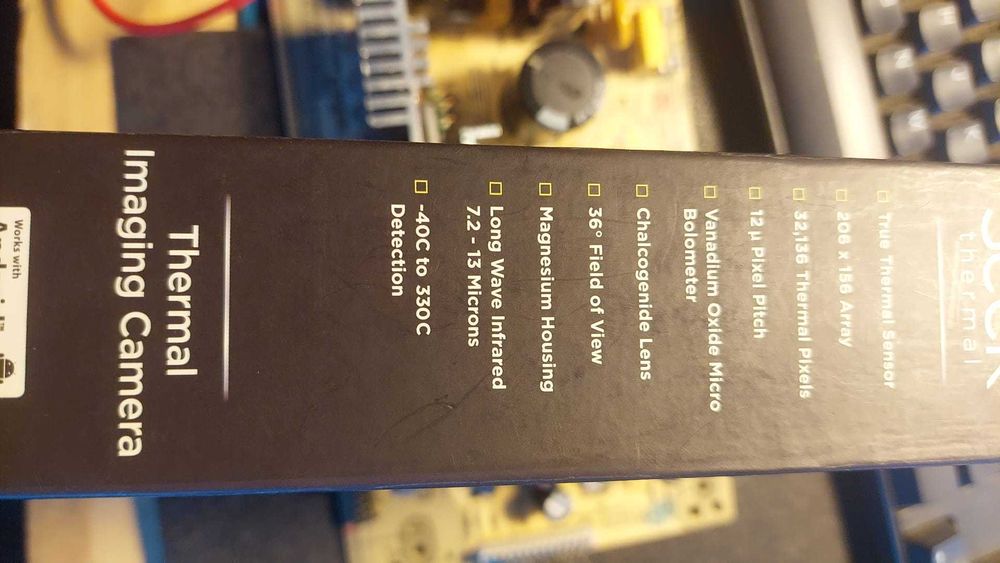 seek
thermal
True Thermal Sensor
206 x 156 Array
32,136 Thermal Pixels
12 µ Pixel Pitch
Vanadium Oxide Micro
Bolometer
Chalcogenide Lens
36° Field of View
Magnesium Housing
Long Wave Infrared
7.2 - 13 Microns
-40C to 330C
Detection
Thermal
Imaging Camera
Works with